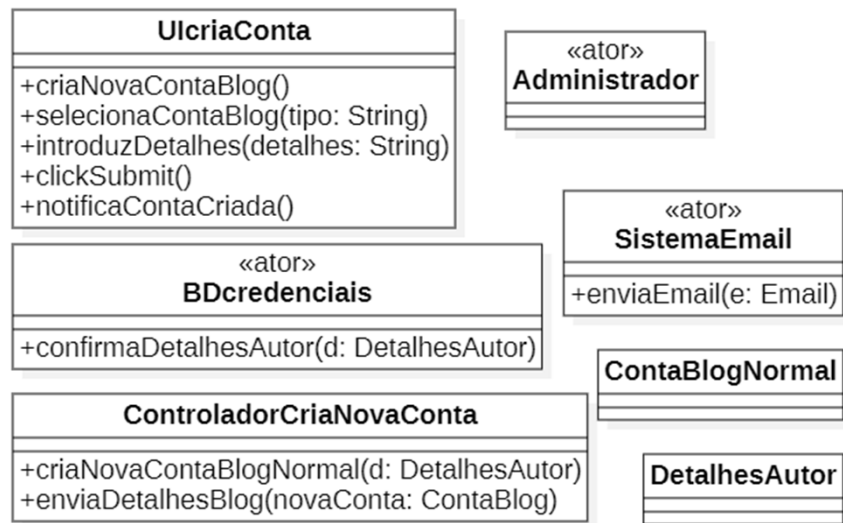 UIcriaConta
+criaNovaContaBlog()
+selecionaContaBlog(tipo: String)
+introduzDetalhes(detalhes: String)
+clickSubmit()
+notificaContaCriada()
«ator»
Administrador
«ator»
SistemaEmail
+enviaEmail(e: Email)
«ator»
BDcredenciais
+confirmaDetalhesAutor(d: DetalhesAutor)
ContaBlogNormal
ControladorCriaNovaConta
+criaNovaContaBlogNormal(d: DetalhesAutor)
+enviaDetalhesBlog(novaConta: ContaBlog)
DetalhesAutor